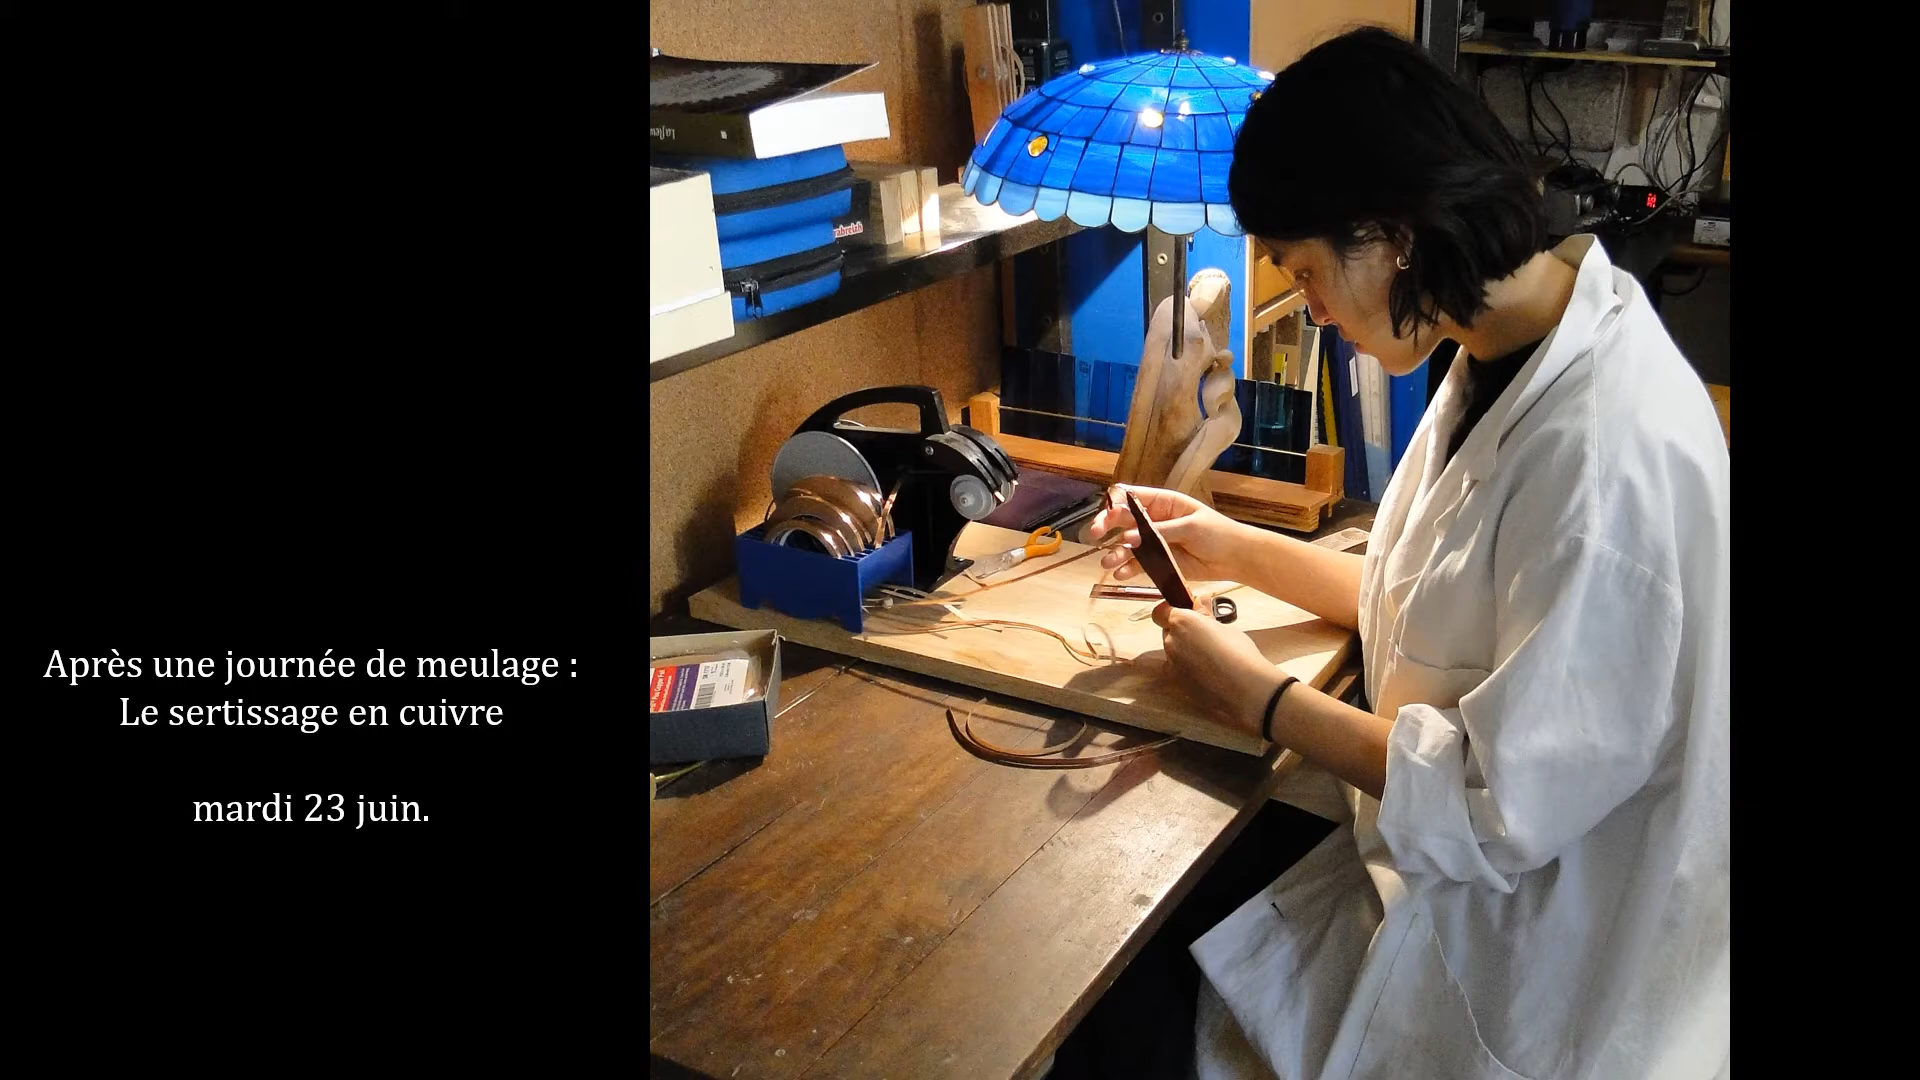 Après une journée de meulage :
Le sertissage en cuivre
mardi 23 juin.